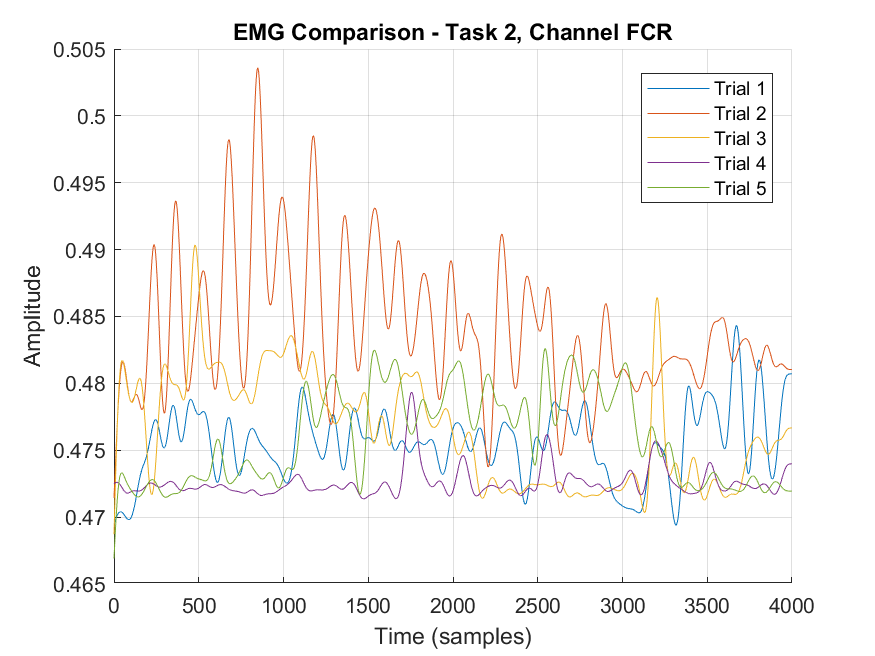 EMG Comparison - Task 2, Channel FCR
0.505
0.5
0.495
0.49
0.485
0.48
0.475
0.47
0.465
Amplitude
Trial 1
Trial 2
Trial 3
Trial 4
Trial 5
0 500 1000 1500 2000 2500 3000 3500 4000
Time (samples)